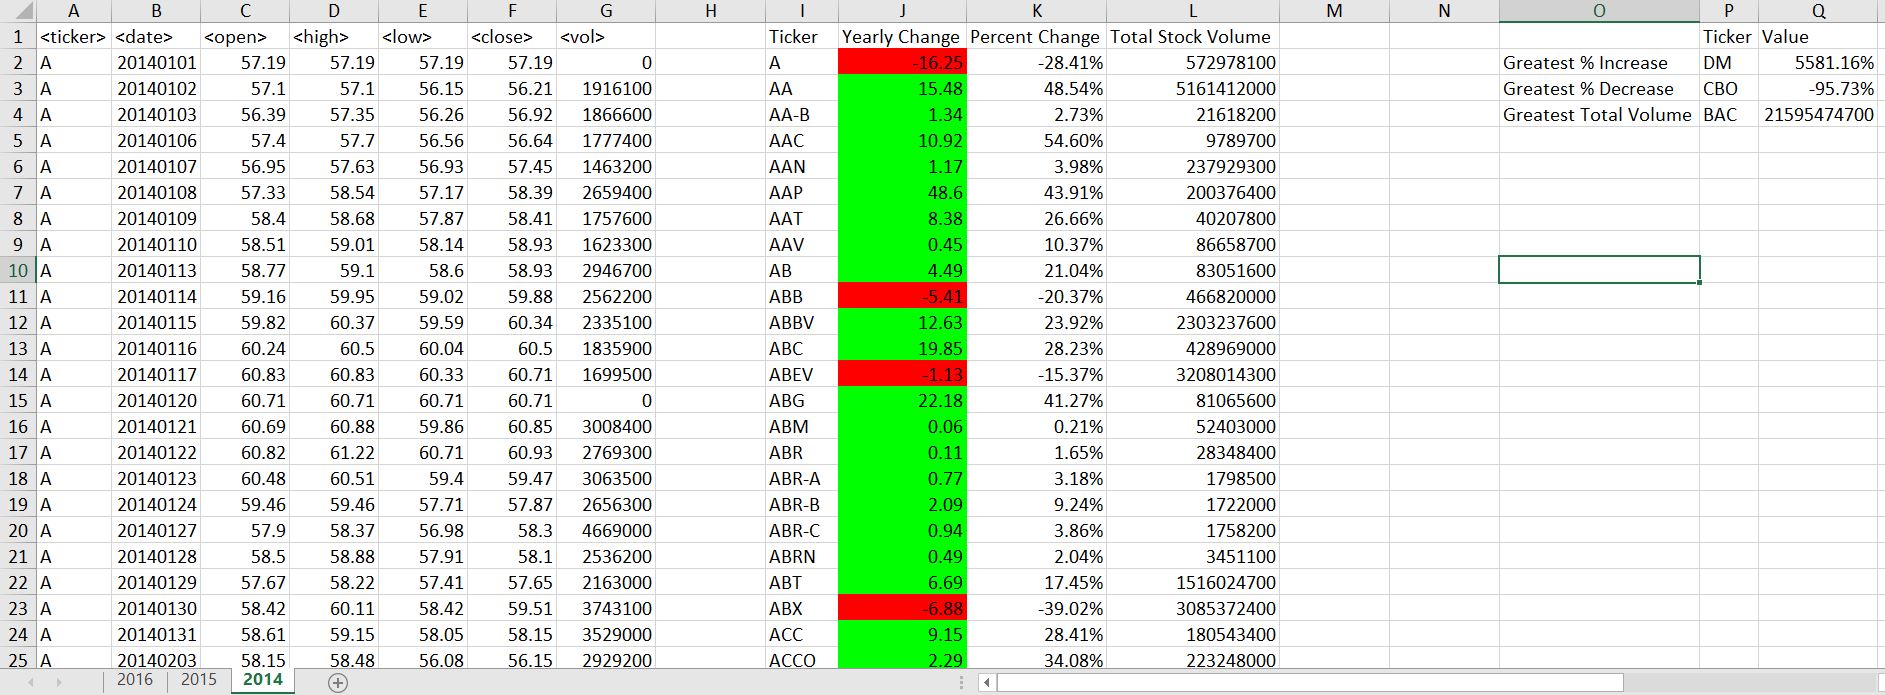 A B C D E F G H I J K L M N O P Q
1 <ticker> <date> <open> <high> <low> <close> <vol> Ticker Yearly Change Percent Change Total Stock Volume Ticker Value
2 A 20140101 57.19 57.19 57.19 57.19 0 A -16.25 -28.41% 572978100 Greatest % Increase DM 5581.16%
3 A 20140102 57.1 57.1 56.15 56.21 1916100 AA 15.48 48.54% 5161412000 Greatest % Decrease CBO -95.73%
4 A 20140103 56.39 57.35 56.26 56.92 1866600 AA-B 1.34 2.73% 21618200 Greatest Total Volume BAC 21595474700
5 A 20140106 57.4 57.7 56.56 56.64 1777400 AAC 10.92 54.60% 9789700
6 A 20140107 56.95 57.63 56.93 57.45 1463200 AAN 1.17 3.98% 237929300
7 A 20140108 57.33 58.54 57.17 58.39 2659400 AAP 48.6 43.91% 200376400
8 A 20140109 58.4 58.68 57.87 58.41 1757600 AAT 8.38 26.66% 40207800
9 A 20140110 58.51 59.01 58.14 58.93 1623300 AAV 0.45 10.37% 86658700
10 A 20140113 58.77 59.1 58.6 58.93 2946700 AB 4.49 21.04% 83051600
11 A 20140114 59.16 59.95 59.02 59.88 2562200 ABB -5.41 -20.37% 466820000
12 A 20140115 59.82 60.37 59.59 60.34 2335100 ABBV 12.63 23.92% 2303237600
13 A 20140116 60.24 60.5 60.04 60.5 1835900 ABC 19.85 28.23% 428969000
14 A 20140117 60.83 60.83 60.33 60.71 1699500 ABEV -1.13 -15.37% 3208014300
15 A 20140120 60.71 60.71 60.71 60.71 0 ABG 22.18 41.27% 81065600
16 A 20140121 60.69 60.88 59.86 60.85 3008400 ABM 0.06 0.21% 52403000
17 A 20140122 60.82 61.22 60.71 60.93 2769300 ABR 0.11 1.65% 28348400
18 A 20140123 60.48 60.51 59.4 59.47 3063500 ABR-A 0.77 3.18% 1798500
19 A 20140124 59.46 59.46 57.71 57.87 2656300 ABR-B 2.09 9.24% 1722000
20 A 20140127 57.9 58.37 56.98 58.3 4669000 ABR-C 0.94 3.86% 1758200
21 A 20140128 58.5 58.88 57.91 58.1 2536200 ABRN 0.49 2.04% 3451100
22 A 20140129 57.67 58.22 57.41 57.65 2163000 ABT 6.69 17.45% 1516024700
23 A 20140130 58.42 60.11 58.42 59.51 3743100 ABX -6.88 -39.02% 3085372400
24 A 20140131 58.61 59.15 58.05 58.15 3529000 ACC 9.15 28.41% 180543400
25 A 20140203 58.15 58.48 56.08 56.15 2929200 ACCO 2.29 34.08% 223248000
2016 2015 2014